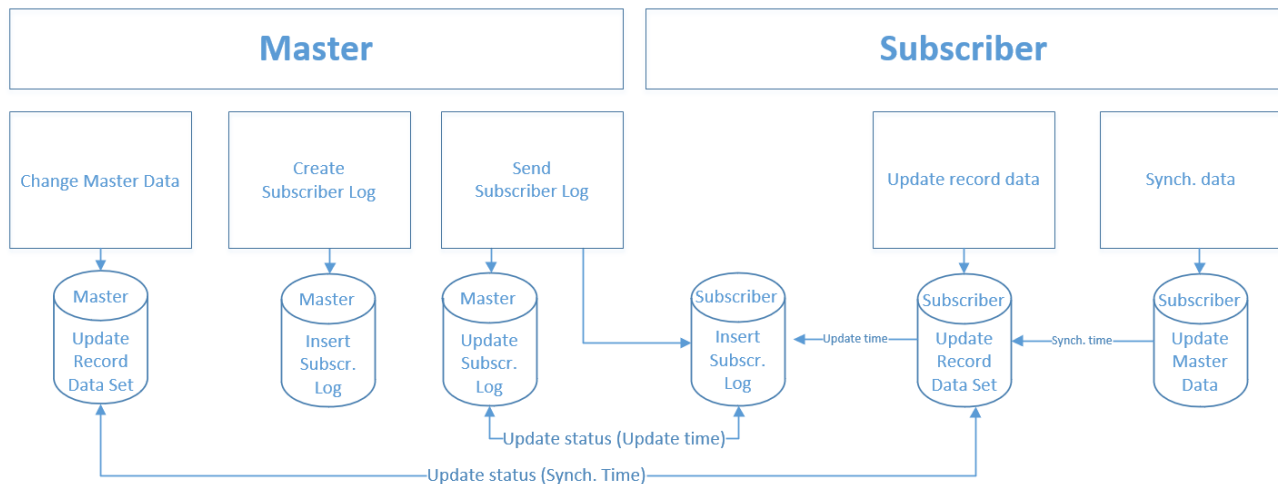 Master
Subscriber
Change Master Data
Create
Subscriber Log
Send
Subscriber Log
Update record data
Synch. data
Master
Update
Record
Data Set
Master
Insert
Subscr.
Log
Master
Update
Subscr.
Log
Subscriber
Insert
Subscr.
Log
Update time
Subscriber
Update
Record
Data Set
Synch. time
Subscriber
Update
Master
Data
Update status (Update time)
Update status (Synch. Time)